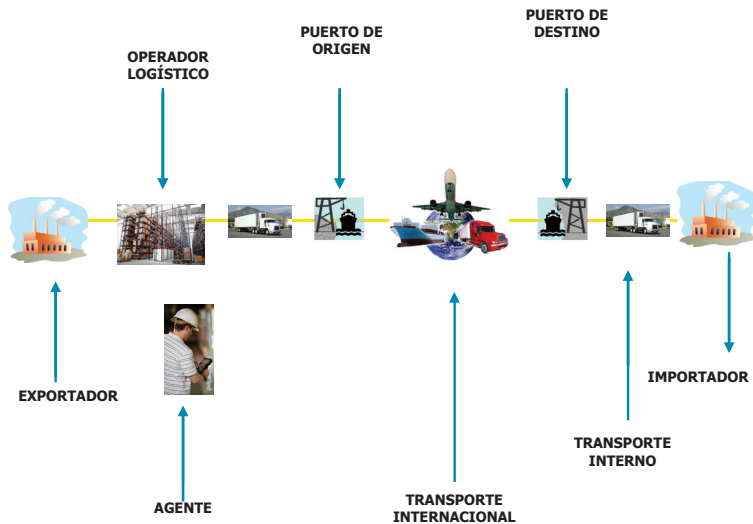 PUERTO DE
DESTINO
PUERTO DE
ORIGEN
OPERADOR
LOGÍSTICO
EXPORTADOR
IMPORTADOR
TRANSPORTE
INTERNO
AGENTE
TRANSPORTE
INTERNACIONAL